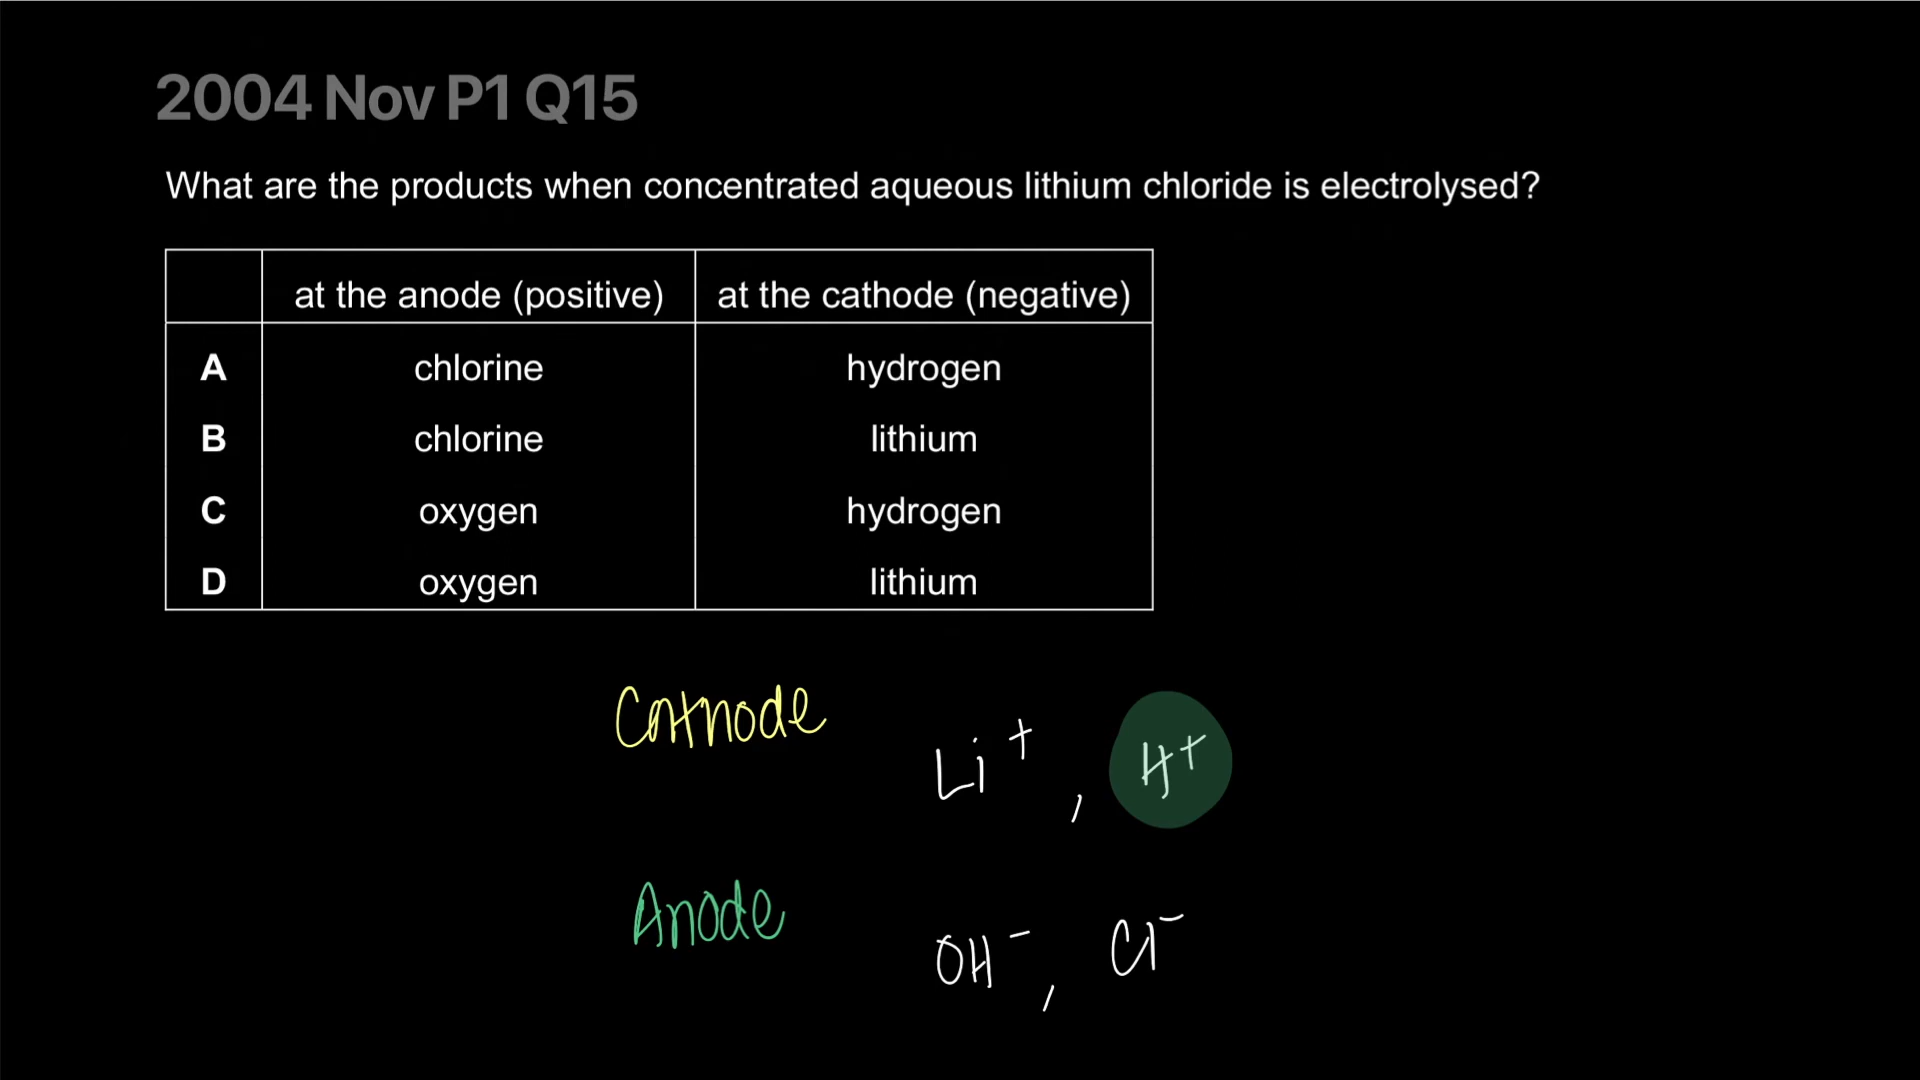 2004 Nov P1 Q15
What are the products when concentrated aqueous lithium chloride is electrolysed?
at the anode (positive) at the cathode (negative)
A chlorine hydrogen
B chlorine lithium
C oxygen hydrogen
D oxygen lithium
Cathode
Li+ , H+
Anode
OH- , Cl-